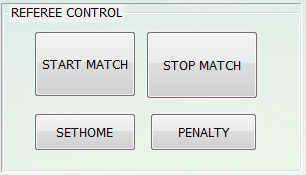 REFEREE CONTROL
START MATCH
STOP MATCH
SETHOME
PENALTY